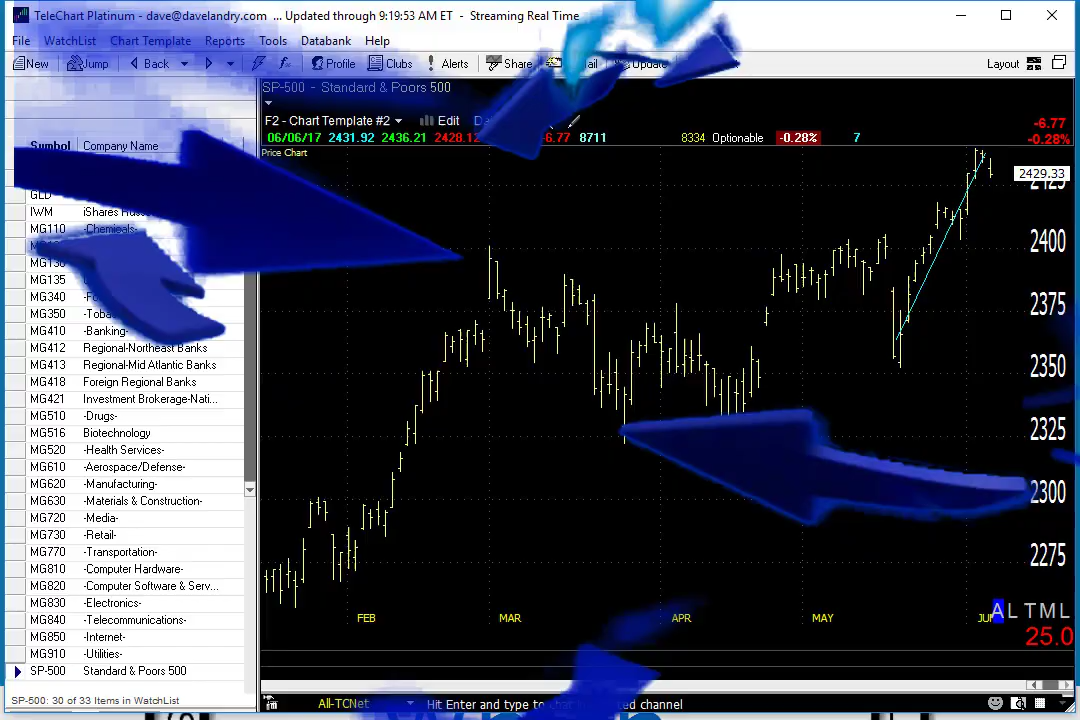 TeleChart Platinum - dave@davelandry.com ... Updated through 9:19:53 AM ET - Streaming Real Time
File WatchList Chart Template Reports Tools Databank Help
New Jump Back Profile Clubs Alerts Share Update Layout
SP-500 - Standard & Poors 500
F2 - Chart Template #2 Edit
06/06/17 2431.92 2436.21 2428.12 -6.77 8711 8334 Optionable -0.28% 7
-6.77
-0.28%
Price Chart
Symbol Company Name
GLD
IWM iShares
MG110 -Chemicals-
MG130
MG135
MG340
MG350
MG410 -Banking-
MG412 Regional-Northeast Banks
MG413 Regional-Mid Atlantic Banks
MG418 Foreign Regional Banks
MG421 Investment Brokerage-Nati...
MG510 -Drugs-
MG516 Biotechnology
MG520 -Health Services-
MG610 -Aerospace/Defense-
MG620 -Manufacturing-
MG630 -Materials & Construction-
MG720 -Media-
MG730 -Retail-
MG770 -Transportation-
MG810 -Computer Hardware-
MG820 -Computer Software & Serv...
MG830 -Electronics-
MG840 -Telecommunications-
MG850 -Internet-
MG910 -Utilities-
SP-500 Standard & Poors 500
SP-500: 30 of 33 Items in WatchList
2429.33
2425
2400
2375
2350
2325
2300
2275
FEB MAR APR MAY JUN
A L T M L
25.0
All-TCNet Hit Enter and type to channel